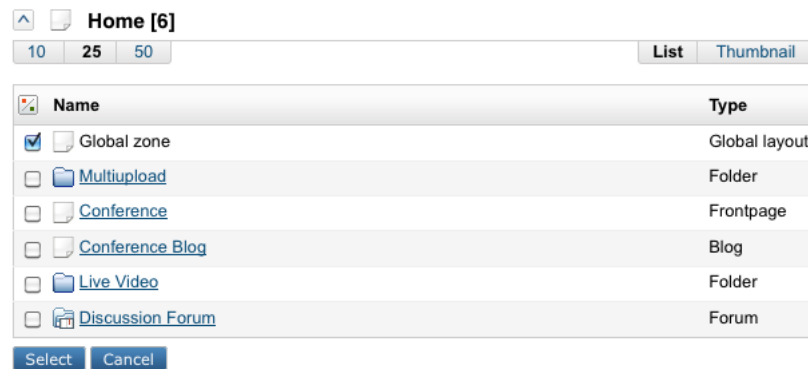 Home [6]
10 25 50 List Thumbnail
Name Type
Global zone Global layout
Multiupload Folder
Conference Frontpage
Conference Blog Blog
Live Video Folder
Discussion Forum Forum
Select Cancel